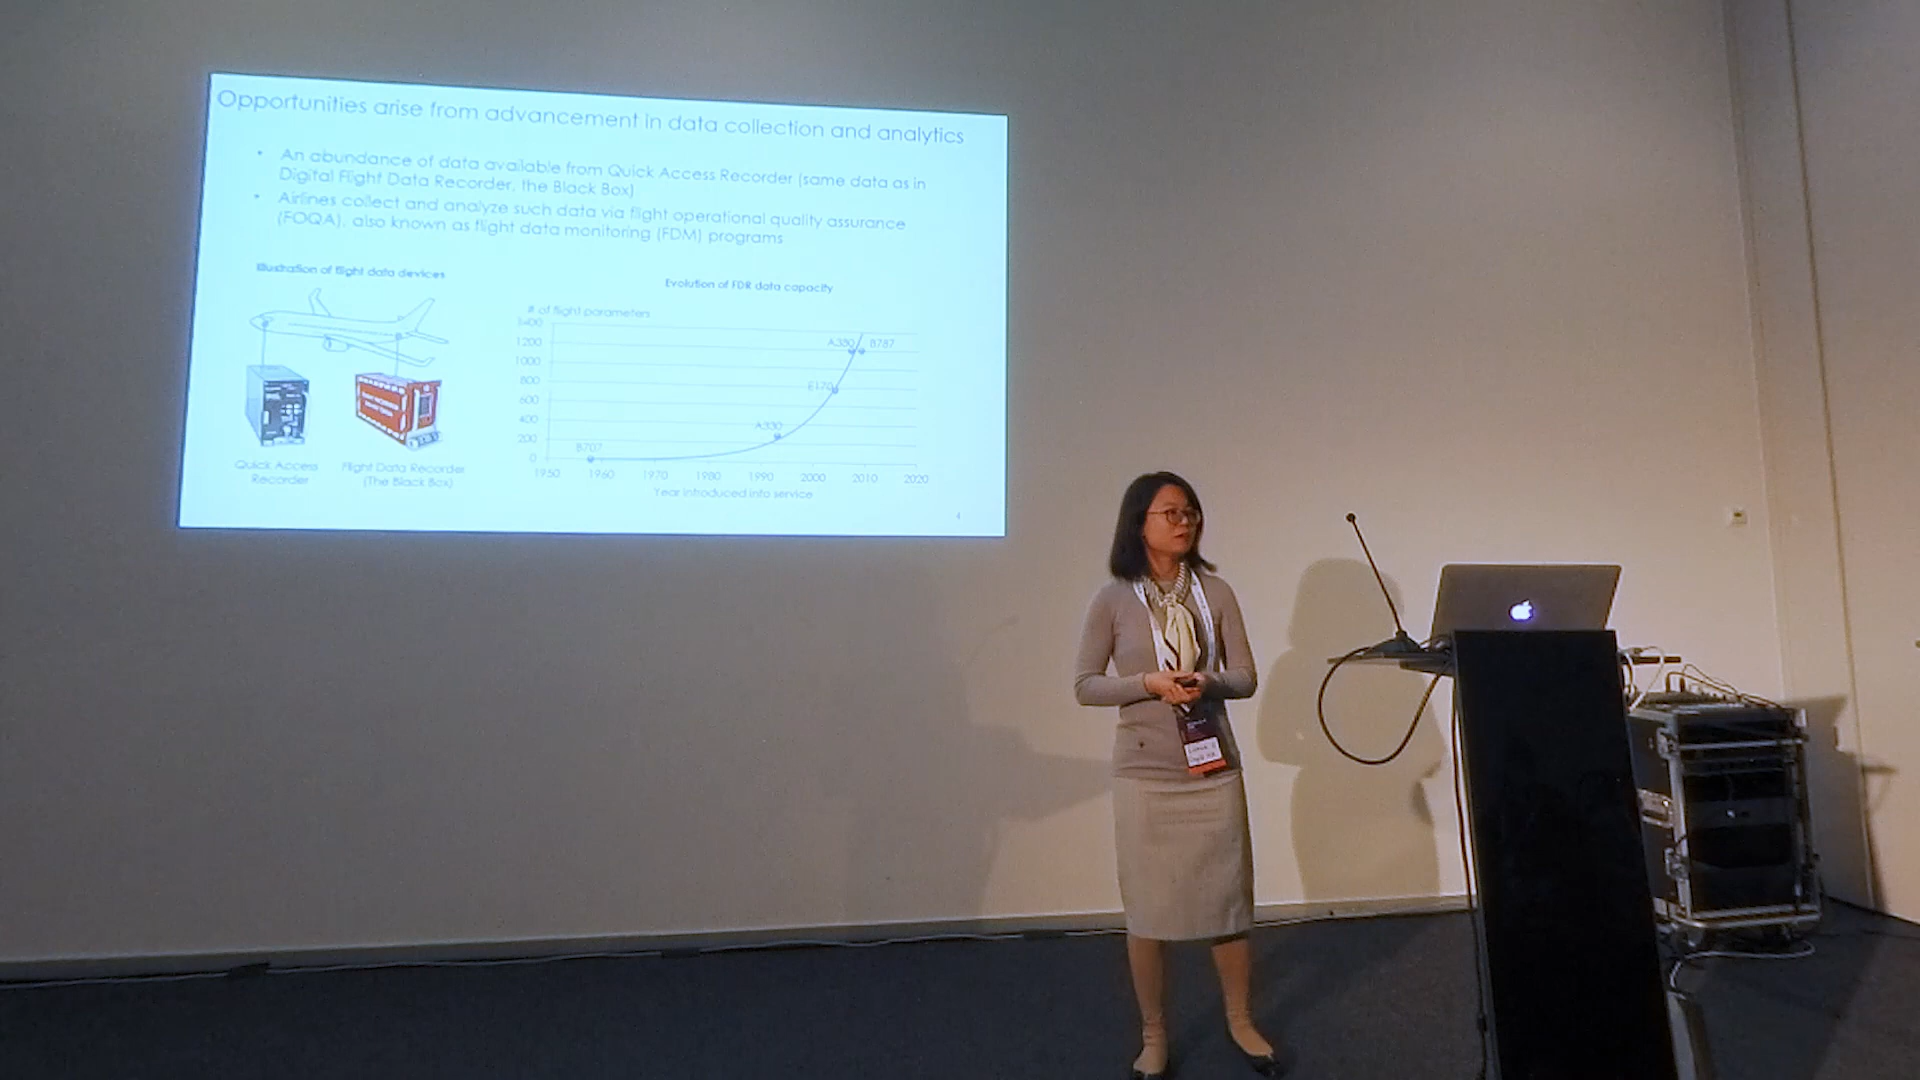 Opportunities arise from advancement in data collection and analytics
• An abundance of data available from Quick Access Recorder (same data as in
Digital Flight Data Recorder, the Black Box)
• Airlines collect and analyze such data via flight operational quality assurance
(FOQA), also known as flight data monitoring (FDM) programs
Illustration of flight data devices
Evolution of FDR data capacity
# of flight parameters
1400
1200
1000
800
600
400
200
0
A380
B787
E170
A330
B707
1950 1960 1970 1980 1990 2000 2010 2020
Year introduced into service
Quick Access
Recorder
Flight Data Recorder
(The Black Box)
4